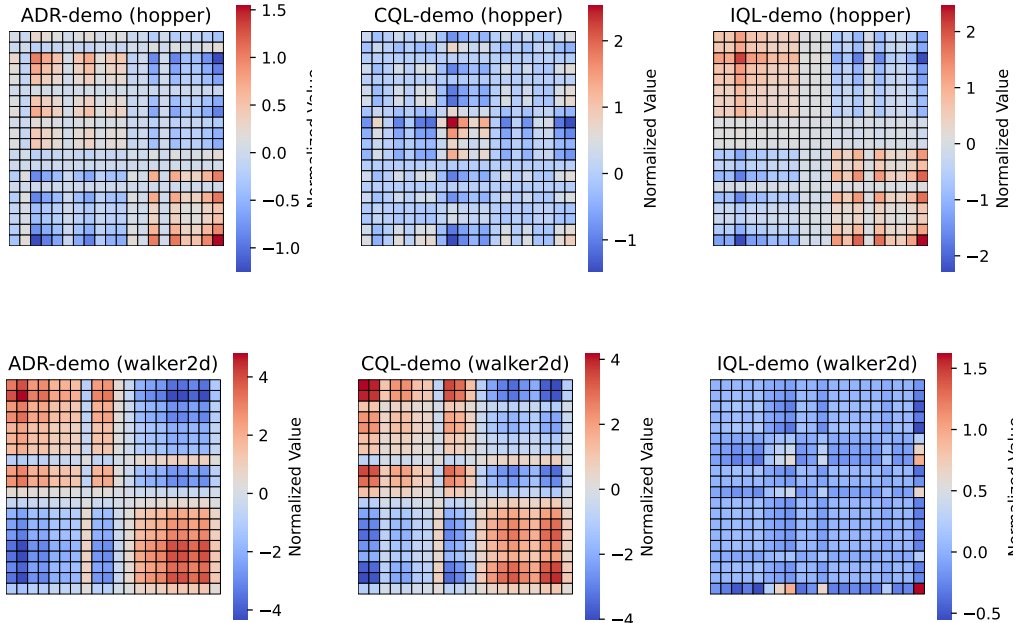 ADR-demo (hopper)
1.5
1.0
0.5
0.0
−0.5
−1.0
Normalized Value
CQL-demo (hopper)
2
1
0
−1
Normalized Value
IQL-demo (hopper)
2
1
0
−1
−2
Normalized Value
ADR-demo (walker2d)
4
2
0
−2
−4
Normalized Value
CQL-demo (walker2d)
4
2
0
−2
−4
Normalized Value
IQL-demo (walker2d)
1.5
1.0
0.5
0.0
−0.5
Normalized Value